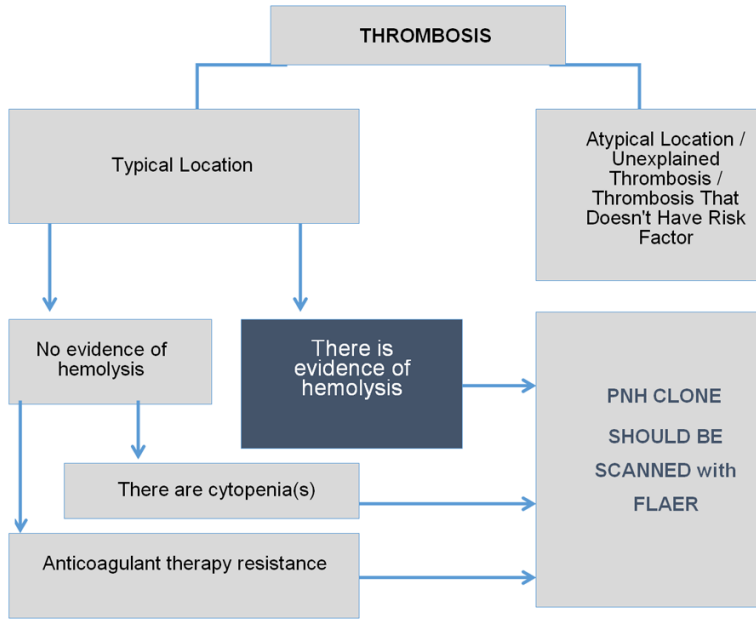 THROMBOSIS
Typical Location
Atypical Location /
Unexplained
Thrombosis /
Thrombosis That
Doesn't Have Risk
Factor
No evidence of
hemolysis
There is
evidence of
hemolysis
PNH CLONE
SHOULD BE
SCANNED with
FLAER
There are cytopenia(s)
Anticoagulant therapy resistance